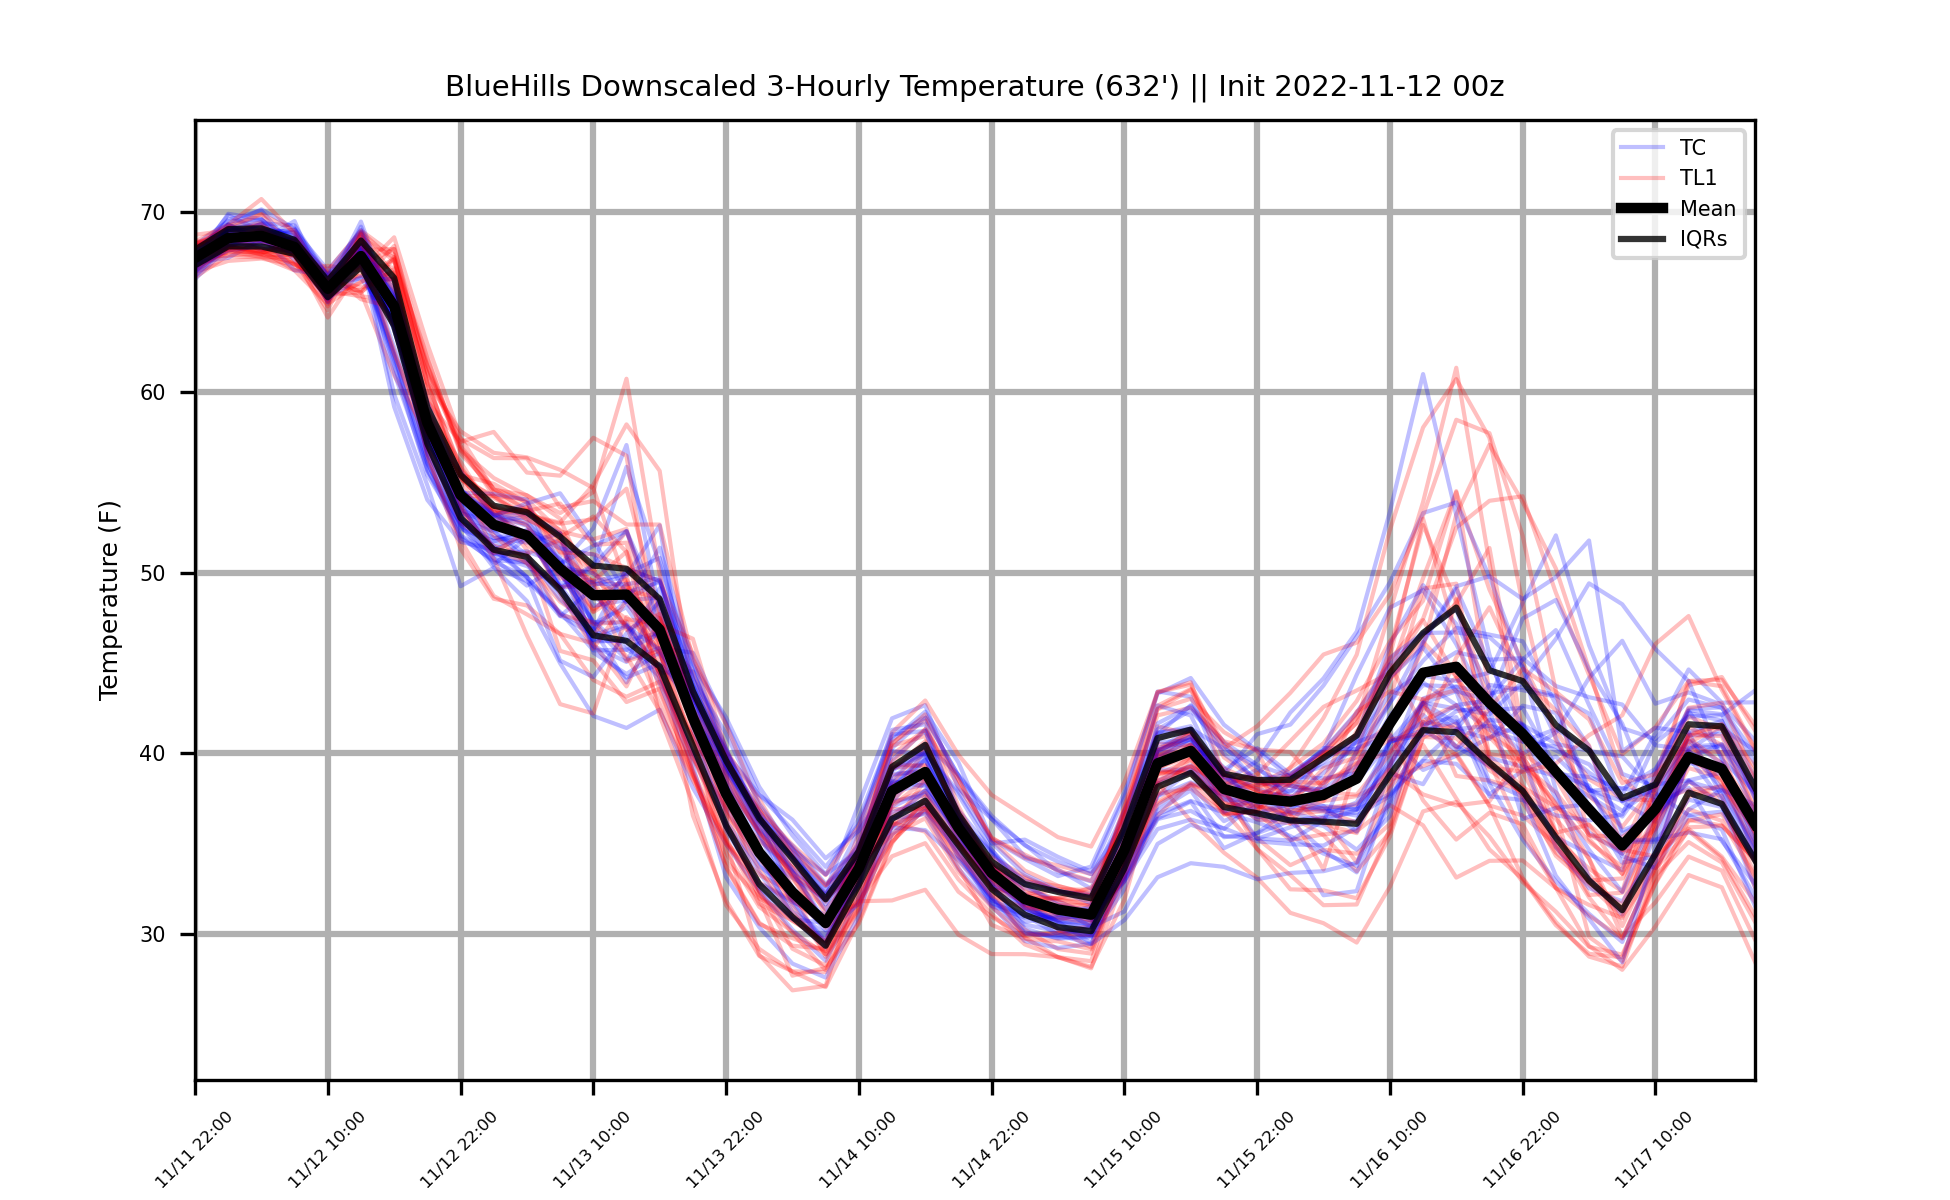 BlueHills Downscaled 3-Hourly Temperature (632') || Init 2022-11-12 00z
TC
TL1
Mean
IQRs
Temperature (F)
70
60
50
40
30
11/11 22:00
11/12 10:00
11/12 22:00
11/13 10:00
11/13 22:00
11/14 10:00
11/14 22:00
11/15 10:00
11/15 22:00
11/16 10:00
11/16 22:00
11/17 10:00